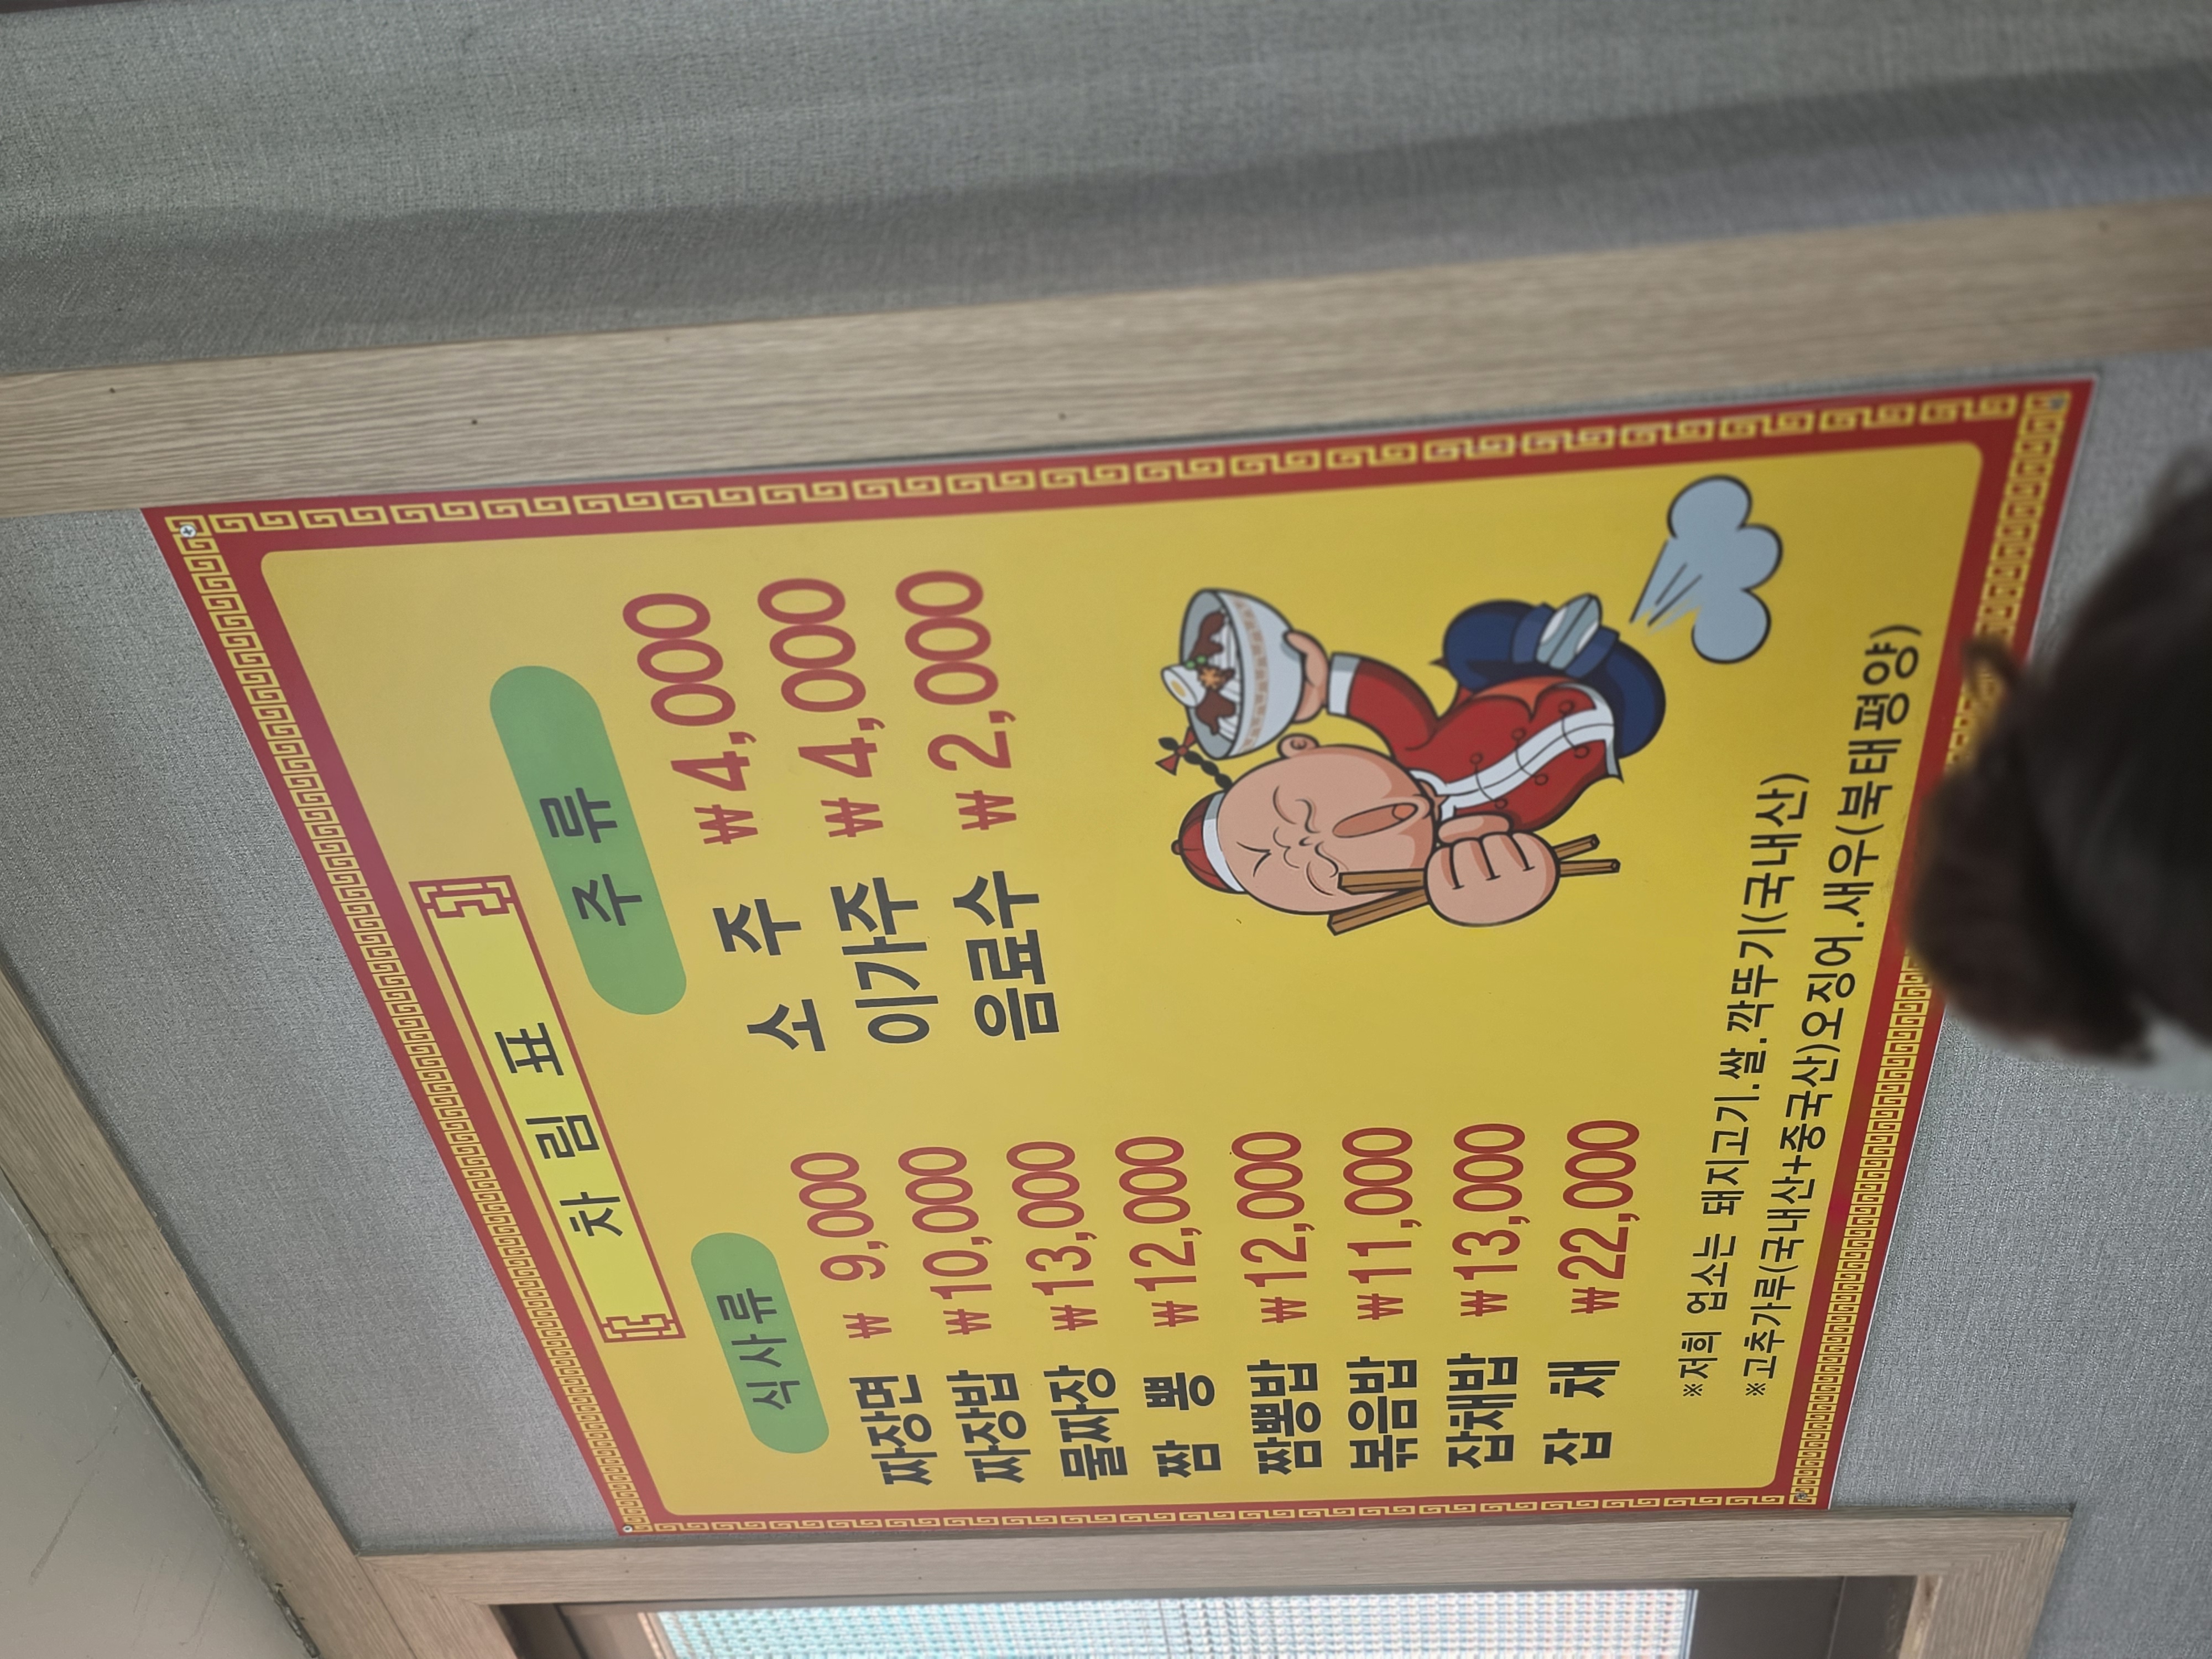 차림표
식사류
짜장면 ₩ 9,000
짜장밥 ₩10,000
물짜장 ₩13,000
짬 뽕 ₩12,000
짬뽕밥 ₩12,000
볶음밥 ₩11,000
잡채밥 ₩13,000
잡 채 ₩22,000
주 류
소 주 ₩4,000
이가주 ₩4,000
음료수 ₩2,000
※저희 업소는 돼지고기.쌀.깍뚜기(국내산)
※고추가루(국내산+중국산)오징어.새우(북태평양)